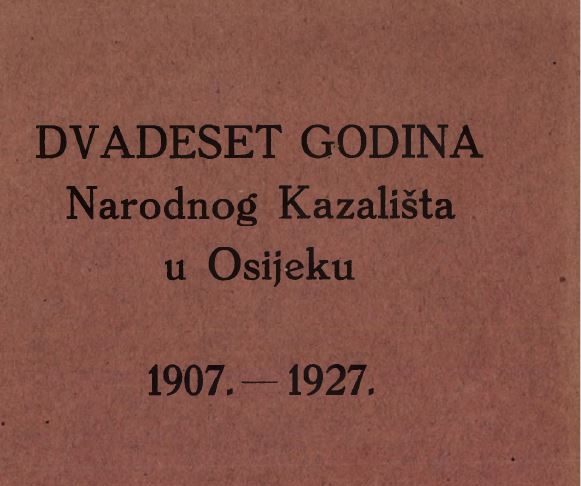 DVADESET GODINA
Narodnog Kazališta
u Osijeku
1907. — 1927.